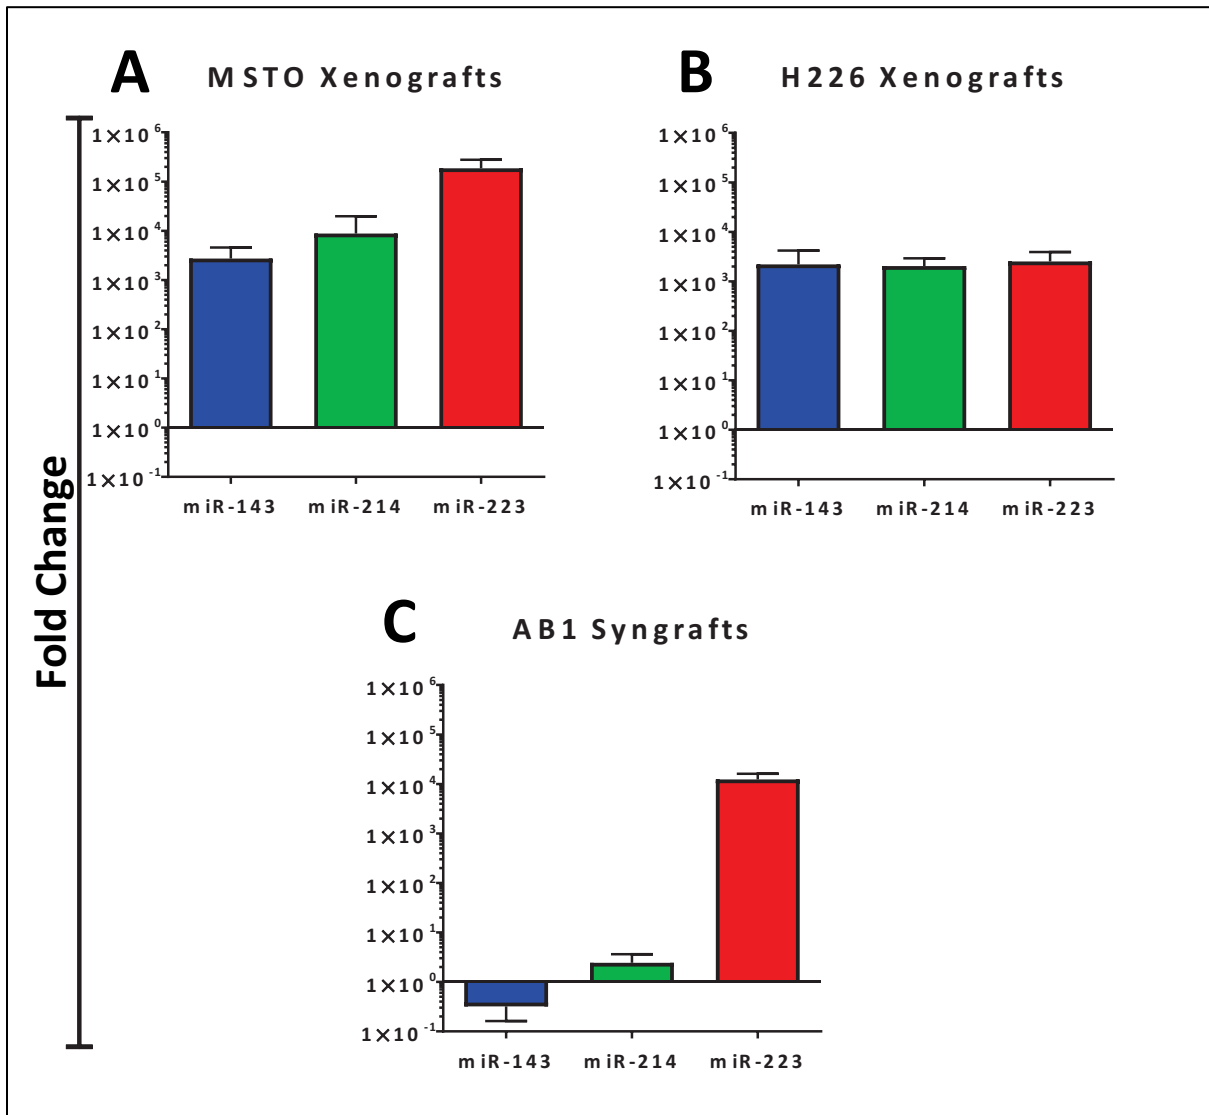 A
MSTO Xenografts
1×10⁶
1×10⁵
1×10⁴
1×10³
1×10²
1×10¹
1×10⁰
1×10⁻¹
miR-143 miR-214 miR-223
B
H226 Xenografts
1×10⁶
1×10⁵
1×10⁴
1×10³
1×10²
1×10¹
1×10⁰
1×10⁻¹
miR-143 miR-214 miR-223
Fold Change
C
AB1 Syngrafts
1×10⁶
1×10⁵
1×10⁴
1×10³
1×10²
1×10¹
1×10⁰
1×10⁻¹
miR-143 miR-214 miR-223